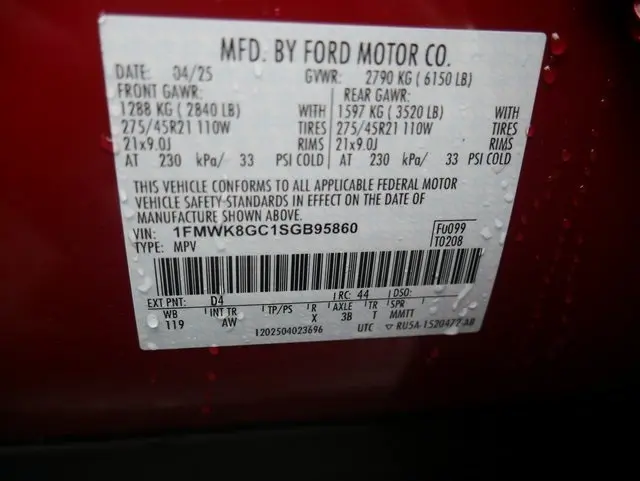 MFD. BY FORD MOTOR CO.
DATE: 04/25 GVWR: 2790 KG ( 6150 LB)
FRONT GAWR: REAR GAWR:
1288 KG ( 2840 LB) WITH 1597 KG ( 3520 LB) WITH
275/45R21 110W TIRES 275/45R21 110W TIRES
21x9.0J RIMS 21x9.0J RIMS
AT 230 kPa/ 33 PSI COLD AT 230 kPa/ 33 PSI COLD
THIS VEHICLE CONFORMS TO ALL APPLICABLE FEDERAL MOTOR
VEHICLE SAFETY STANDARDS IN EFFECT ON THE DATE OF
MANUFACTURE SHOWN ABOVE.
VIN: 1FMWK8GC1SGB95860 F0099
TYPE: MPV T0208
EXT PNT: D4 RC: 44 DSO:
WB INT TR TP/PS R AXLE TR SPR
119 AW X 3B T MMTT
1202504023696 UTC ▽ RU5A-1520472-AB